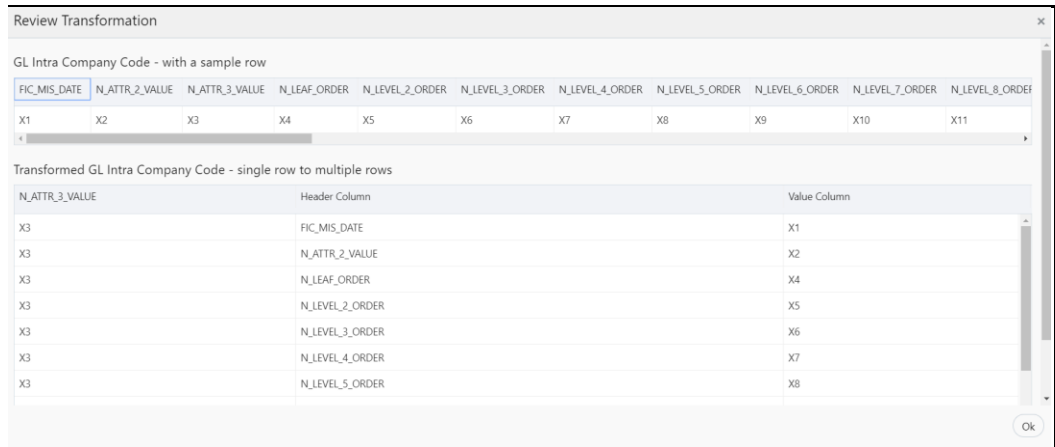 Review Transformation ×
GL Intra Company Code - with a sample row
FIC_MIS_DATE N_ATTR_2_VALUE N_ATTR_3_VALUE N_LEAF_ORDER N_LEVEL_2_ORDER N_LEVEL_3_ORDER N_LEVEL_4_ORDER N_LEVEL_5_ORDER N_LEVEL_6_ORDER N_LEVEL_7_ORDER N_LEVEL_8_ORDER
X1 X2 X3 X4 X5 X6 X7 X8 X9 X10 X11
Transformed GL Intra Company Code - single row to multiple rows
N_ATTR_3_VALUE Header Column Value Column
X3 FIC_MIS_DATE X1
X3 N_ATTR_2_VALUE X2
X3 N_LEAF_ORDER X4
X3 N_LEVEL_2_ORDER X5
X3 N_LEVEL_3_ORDER X6
X3 N_LEVEL_4_ORDER X7
X3 N_LEVEL_5_ORDER X8
Ok